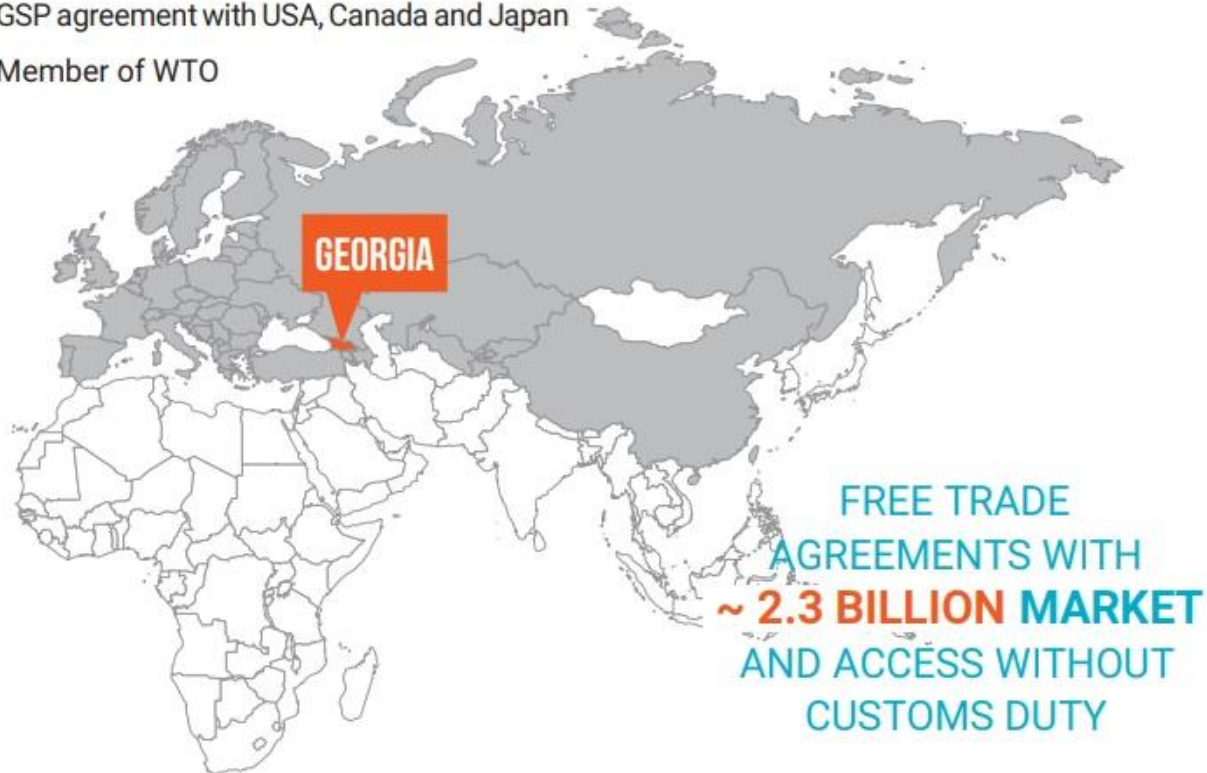 GSP agreement with USA, Canada and Japan
Member of WTO
GEORGIA
FREE TRADE
AGREEMENTS WITH
~ 2.3 BILLION MARKET
AND ACCESS WITHOUT
CUSTOMS DUTY